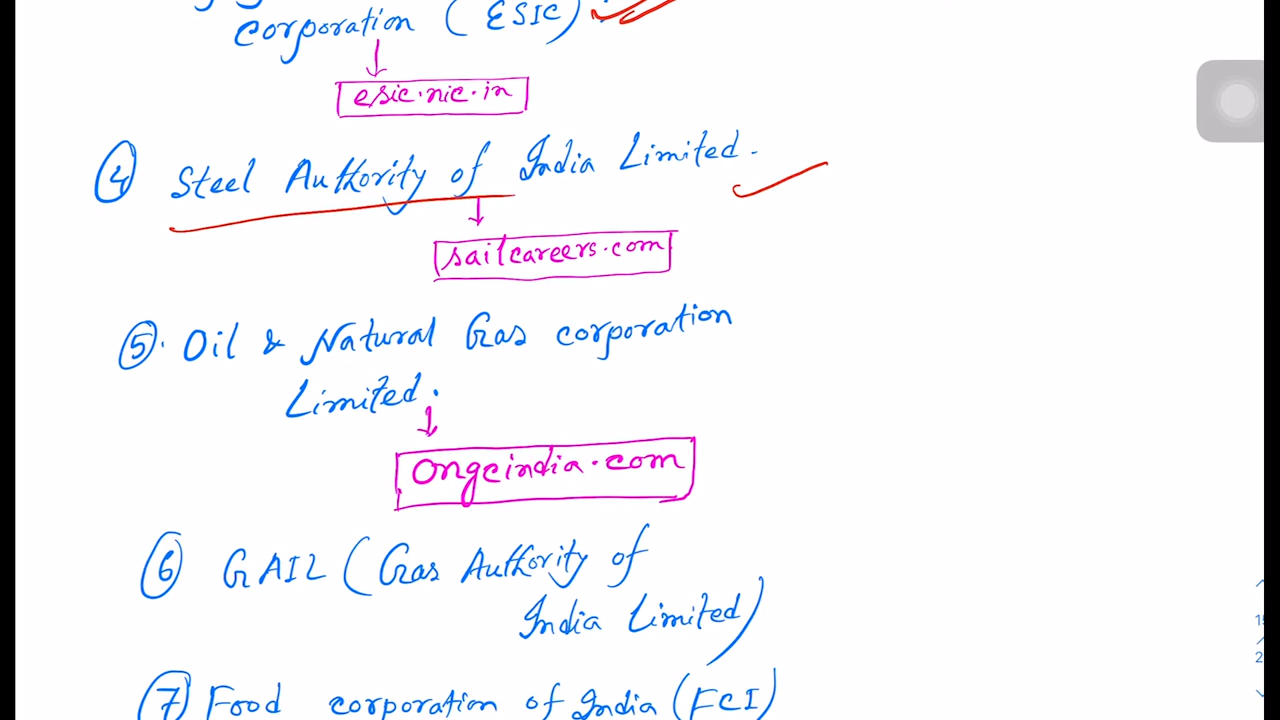 corporation (ESIC)
esic.nic.in
④ Steel Authority of India Limited.
sailcareers.com
⑤. Oil & Natural Gas corporation
Limited.
ongcindia.com
⑥ GAIL (Gas Authority of
India Limited)
⑦ Food corporation of India (FCI)